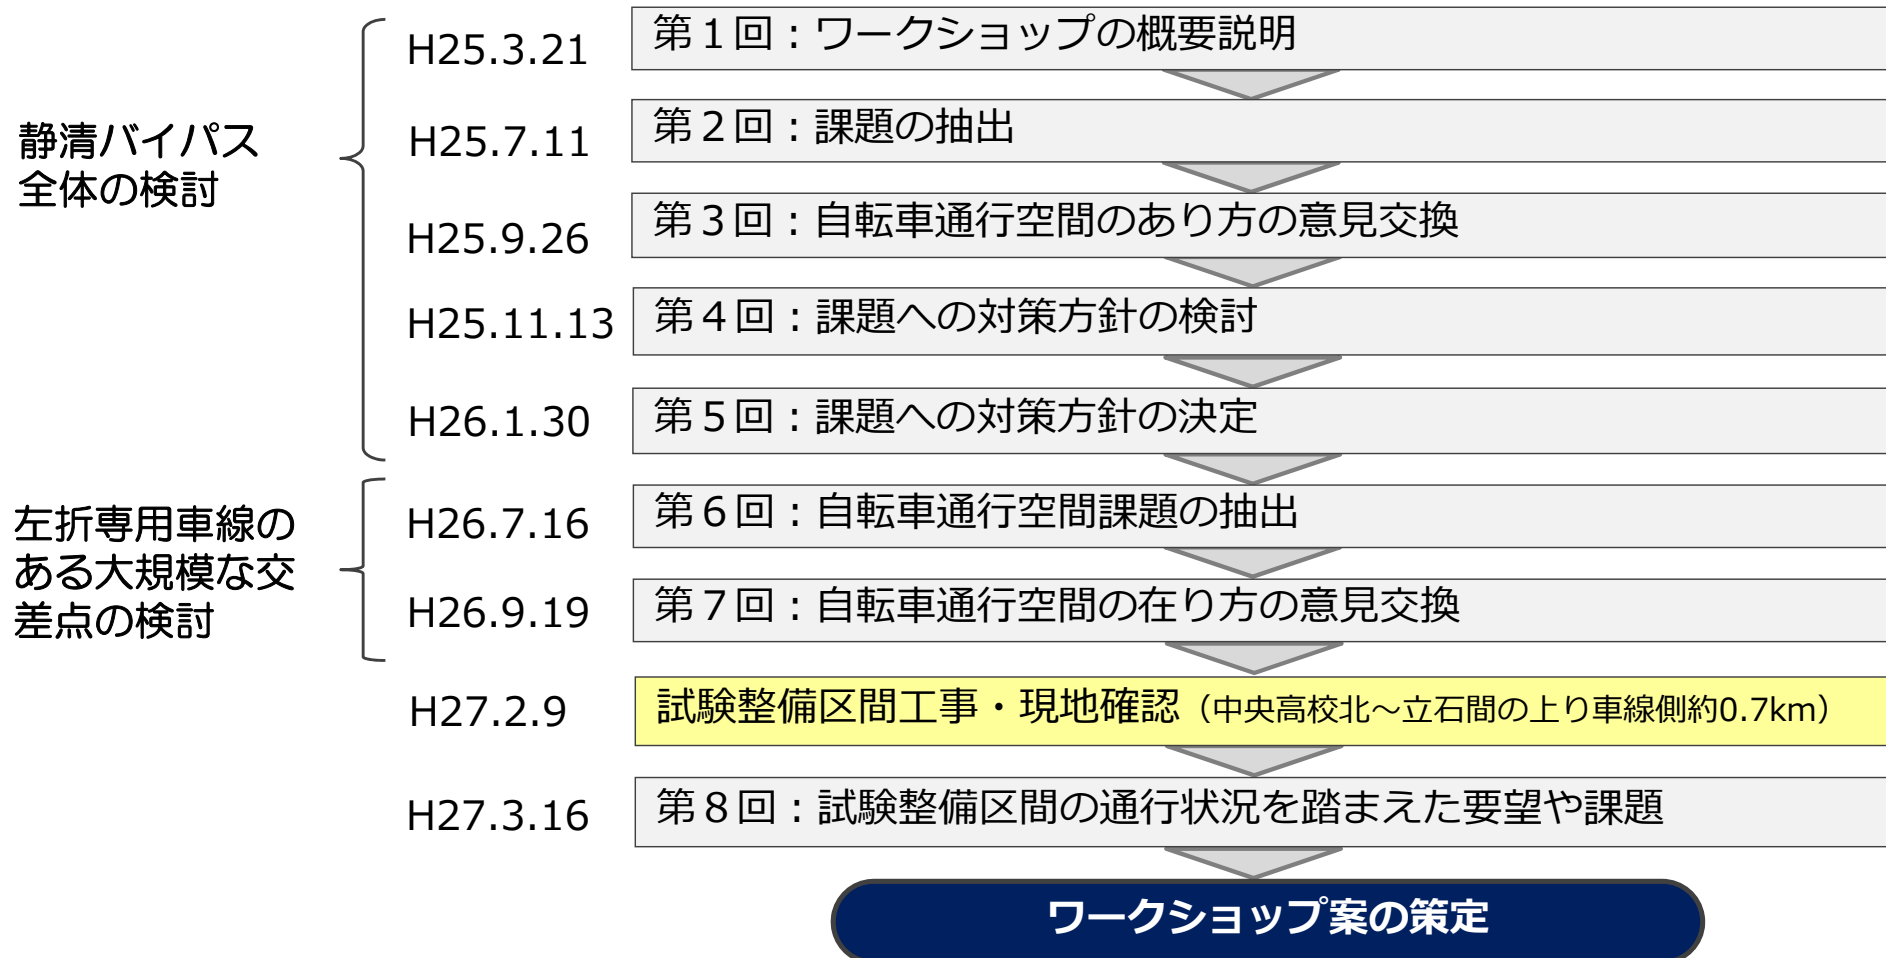 静清バイパス
全体の検討
H25.3.21
第１回：ワークショップの概要説明
H25.7.11
第２回：課題の抽出
H25.9.26
第３回：自転車通行空間のあり方の意見交換
H25.11.13
第４回：課題への対策方針の検討
H26.1.30
第５回：課題への対策方針の決定
左折専用車線の
ある大規模な交
差点の検討
H26.7.16
第６回：自転車通行空間課題の抽出
H26.9.19
第７回：自転車通行空間の在り方の意見交換
H27.2.9
試験整備区間工事・現地確認（中央高校北～立石間の上り車線側約0.7km）
H27.3.16
第８回：試験整備区間の通行状況を踏まえた要望や課題
ワークショップ案の策定